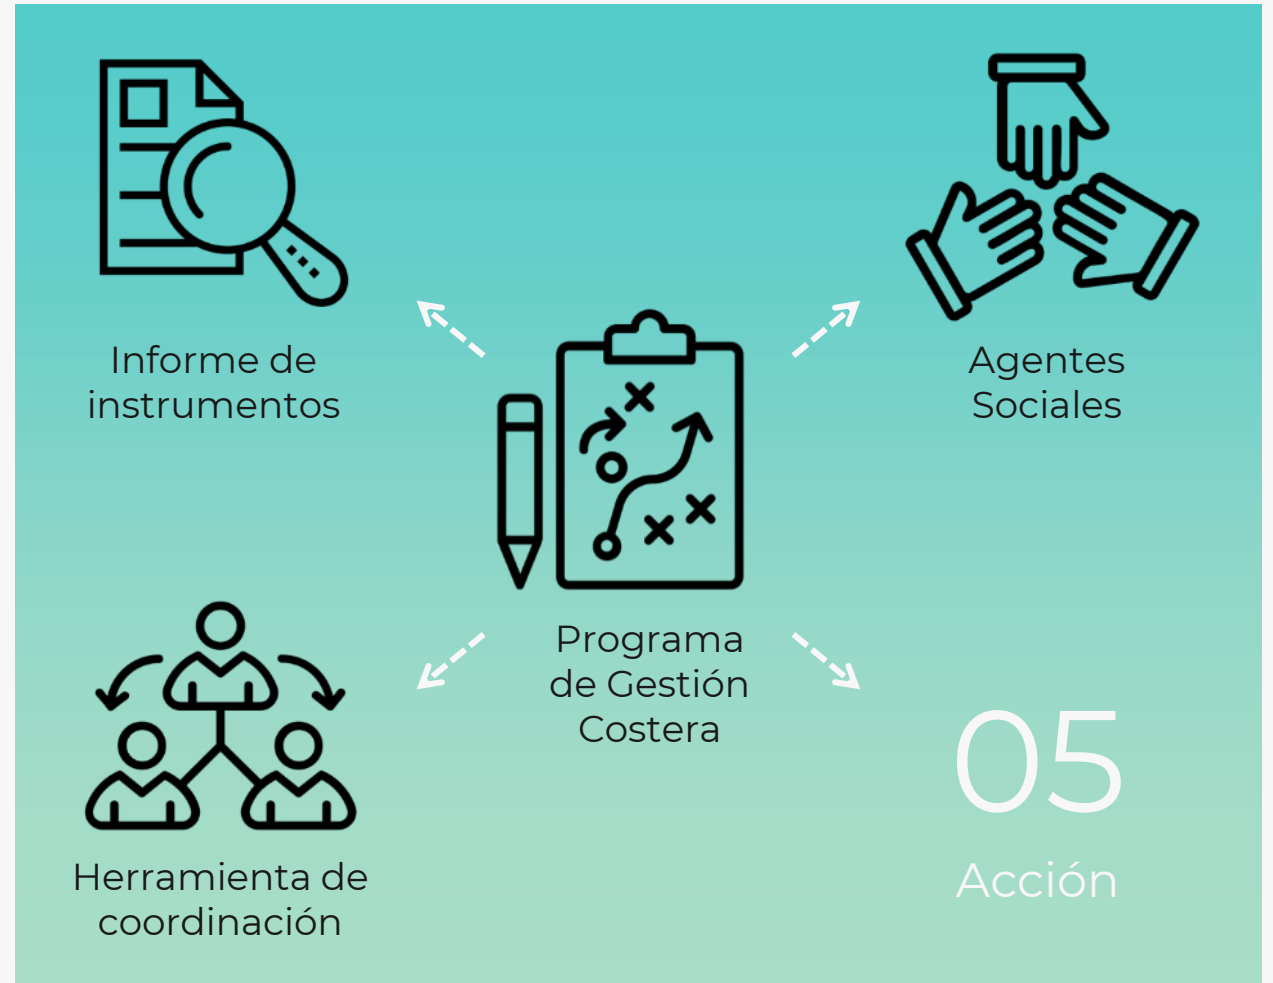 Informe de
instrumentos
Agentes
Sociales
Programa
de Gestión
Costera
Herramienta de
coordinación
05
Acción